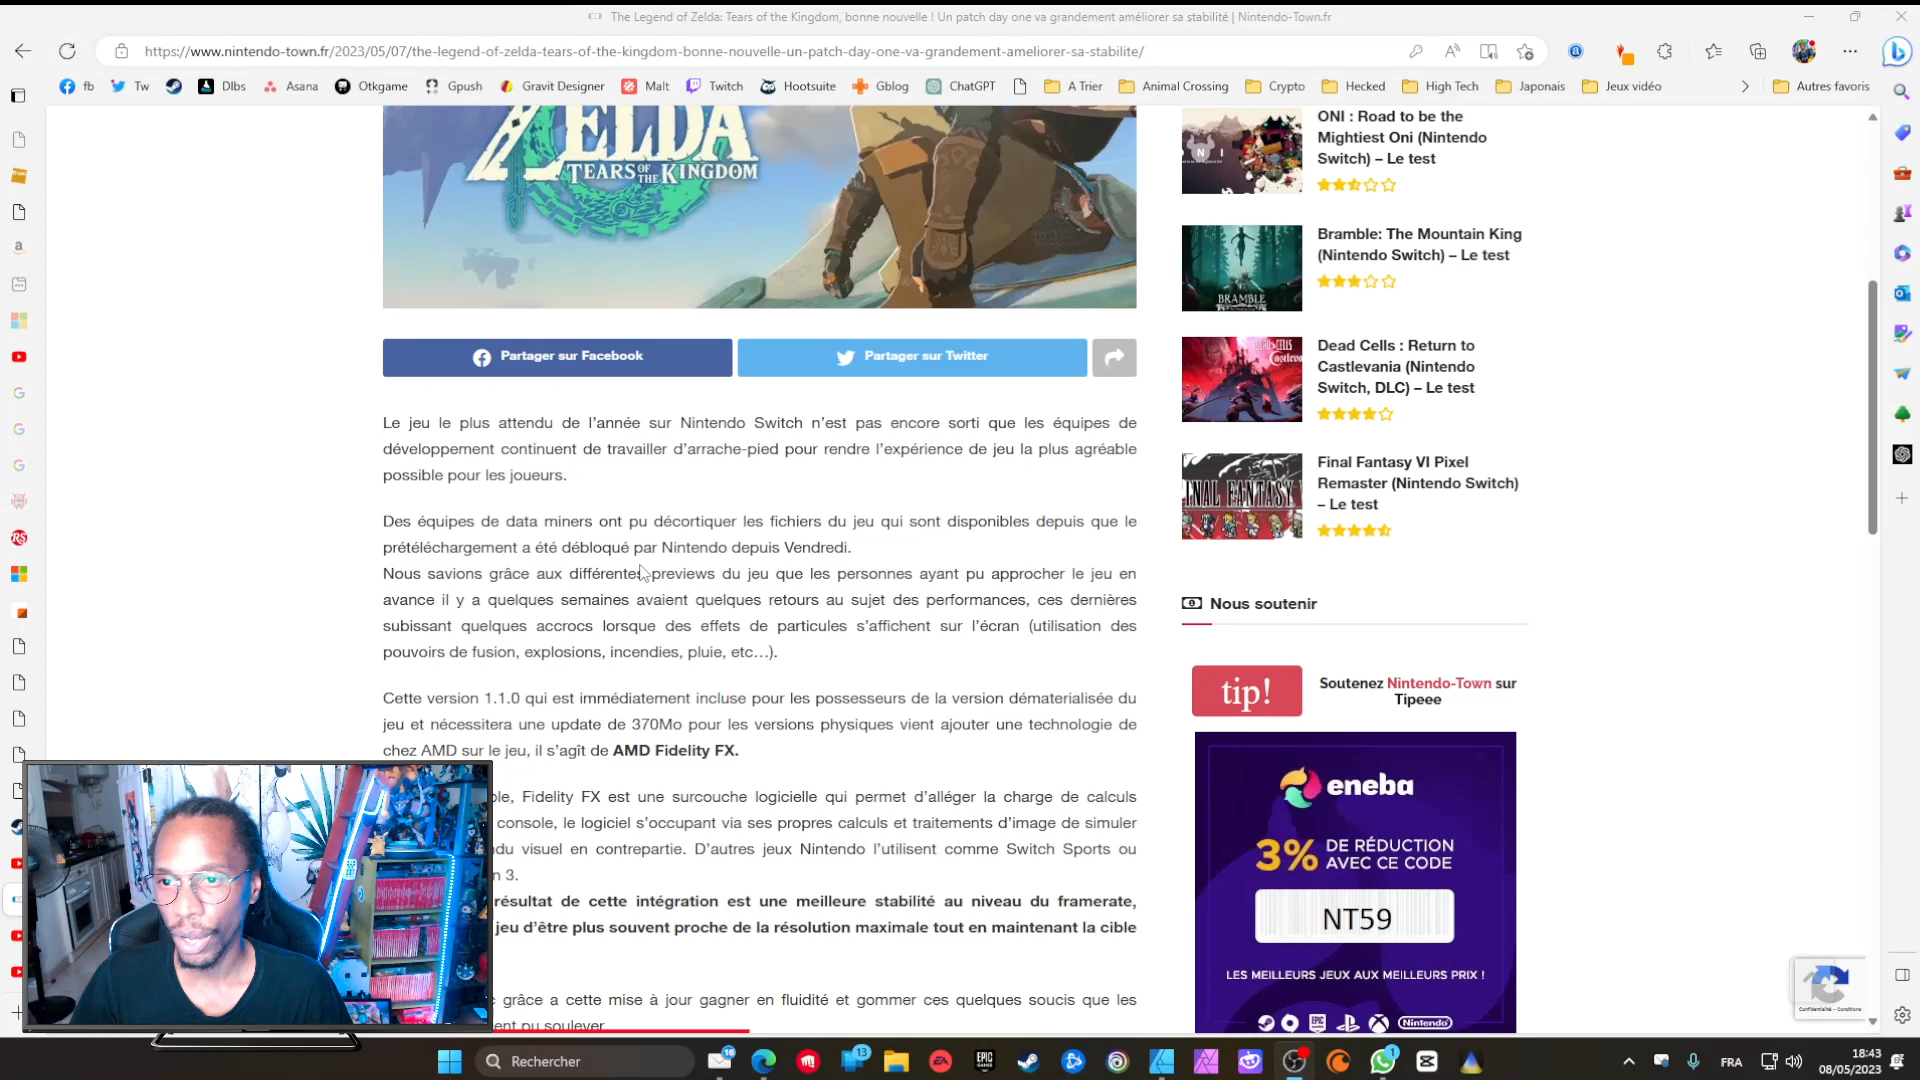 The Legend of Zelda: Tears of the Kingdom, bonne nouvelle ! Un patch day one va grandement améliorer sa stabilité | Nintendo-Town.fr
https://www.nintendo-town.fr/2023/05/07/the-legend-of-zelda-tears-of-the-kingdom-bonne-nouvelle-un-patch-day-one-va-grandement-ameliorer-sa-stabilite/
fb Tw Dlbs Asana Otkgame Gpush Gravit Designer Malt Twitch Hootsuite Gblog ChatGPT A Trier Animal Crossing Crypto Hecked High Tech Japonais Jeux vidéo Autres favoris
ZELDA
TEARS OF THE KINGDOM
Partager sur Facebook
Partager sur Twitter
Le jeu le plus attendu de l’année sur Nintendo Switch n’est pas encore sorti que les équipes de
développement continuent de travailler d’arrache-pied pour rendre l’expérience de jeu la plus agréable
possible pour les joueurs.
Des équipes de data miners ont pu décortiquer les fichiers du jeu qui sont disponibles depuis que le
prétéléchargement a été débloqué par Nintendo depuis Vendredi.
Nous savions grâce aux différentes previews du jeu que les personnes ayant pu approcher le jeu en
avance il y a quelques semaines avaient quelques retours au sujet des performances, ces dernières
subissant quelques accrocs lorsque des effets de particules s’affichent sur l’écran (utilisation des
pouvoirs de fusion, explosions, incendies, pluie, etc…).
Cette version 1.1.0 qui est immédiatement incluse pour les possesseurs de la version dématerialisée du
jeu et nécessitera une update de 370Mo pour les versions physiques vient ajouter une technologie de
chez AMD sur le jeu, il s’agît de AMD Fidelity FX.
ple, Fidelity FX est une surcouche logicielle qui permet d’alléger la charge de calculs
console, le logiciel s’occupant via ses propres calculs et traitements d’image de simuler
du visuel en contrepartie. D’autres jeux Nintendo l’utilisent comme Switch Sports ou
n 3.
résultat de cette intégration est une meilleure stabilité au niveau du framerate,
jeu d’être plus souvent proche de la résolution maximale tout en maintenant la cible
c grâce a cette mise à jour gagner en fluidité et gommer ces quelques soucis que les
ent pu soulever
ONI : Road to be the
Mightiest Oni (Nintendo
Switch) – Le test
Bramble: The Mountain King
(Nintendo Switch) – Le test
BRAMBLE
Dead Cells : Return to
Castlevania (Nintendo
Switch, DLC) – Le test
Final Fantasy VI Pixel
Remaster (Nintendo Switch)
– Le test
FINAL FANTASY
Nous soutenir
tip!
Soutenez Nintendo-Town sur
Tipeee
eneba
3% DE RÉDUCTION
AVEC CE CODE
NT59
LES MEILLEURS JEUX AUX MEILLEURS PRIX !
Nintendo
Confidentialité - Conditions
Rechercher
FRA
18:43
08/05/2023